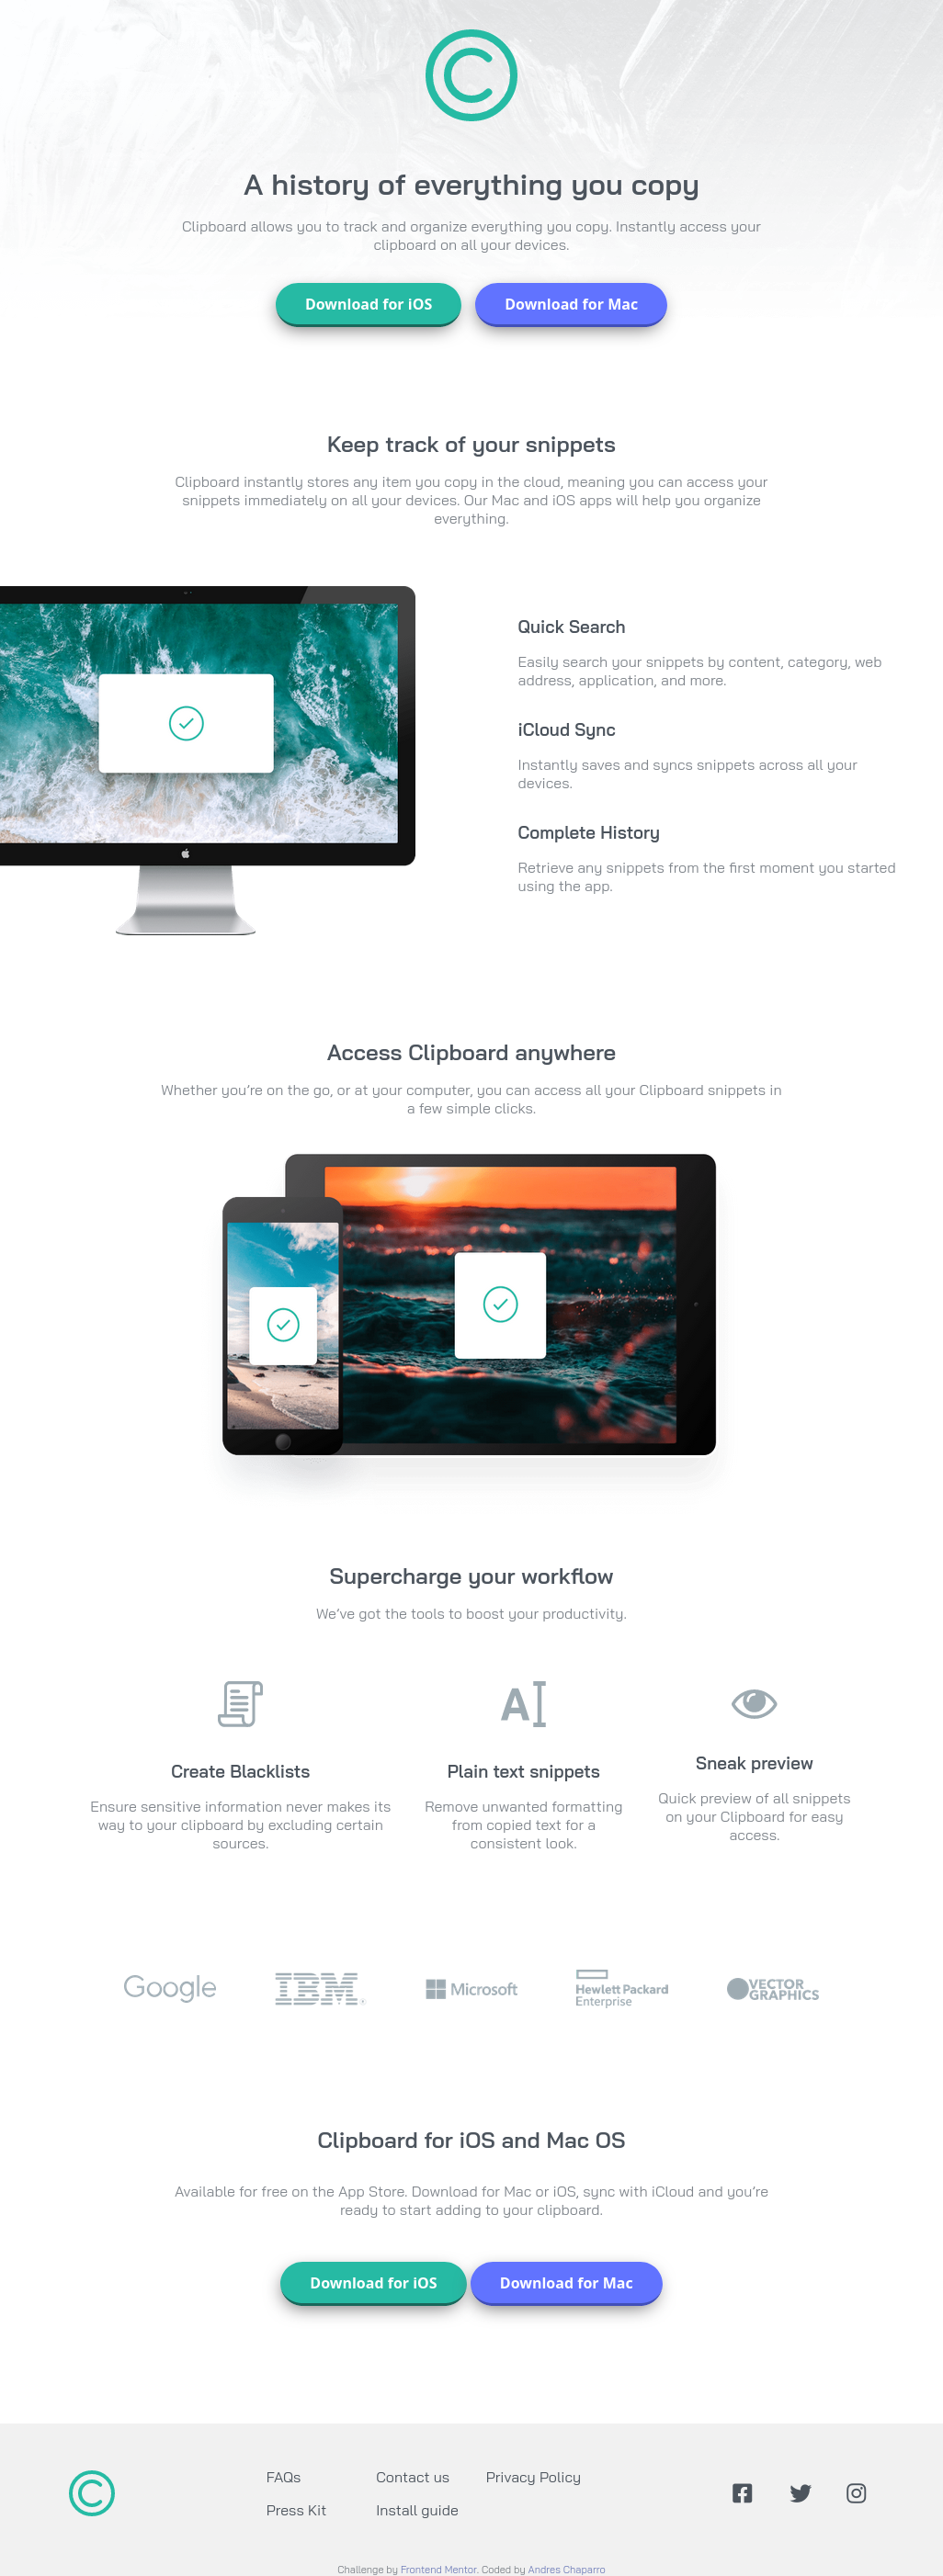 A history of everything you copy
Clipboard allows you to track and organize everything you copy. Instantly access your
clipboard on all your devices.
Download for iOS
Download for Mac
Keep track of your snippets
Clipboard instantly stores any item you copy in the cloud, meaning you can access your
snippets immediately on all your devices. Our Mac and iOS apps will help you organize
everything.
Quick Search
Easily search your snippets by content, category, web
address, application, and more.
iCloud Sync
Instantly saves and syncs snippets across all your
devices.
Complete History
Retrieve any snippets from the first moment you started
using the app.
Access Clipboard anywhere
Whether you’re on the go, or at your computer, you can access all your Clipboard snippets in
a few simple clicks.
Supercharge your workflow
We’ve got the tools to boost your productivity.
A
Create Blacklists
Ensure sensitive information never makes its
way to your clipboard by excluding certain
sources.
Plain text snippets
Remove unwanted formatting
from copied text for a
consistent look.
Sneak preview
Quick preview of all snippets
on your Clipboard for easy
access.
Google
IBM®
Microsoft
Hewlett Packard
Enterprise
VECTOR
GRAPHICS
Clipboard for iOS and Mac OS
Available for free on the App Store. Download for Mac or iOS, sync with iCloud and you’re
ready to start adding to your clipboard.
Download for iOS
Download for Mac
FAQs
Contact us
Privacy Policy
Press Kit
Install guide
Challenge by Frontend Mentor. Coded by Andres Chaparro